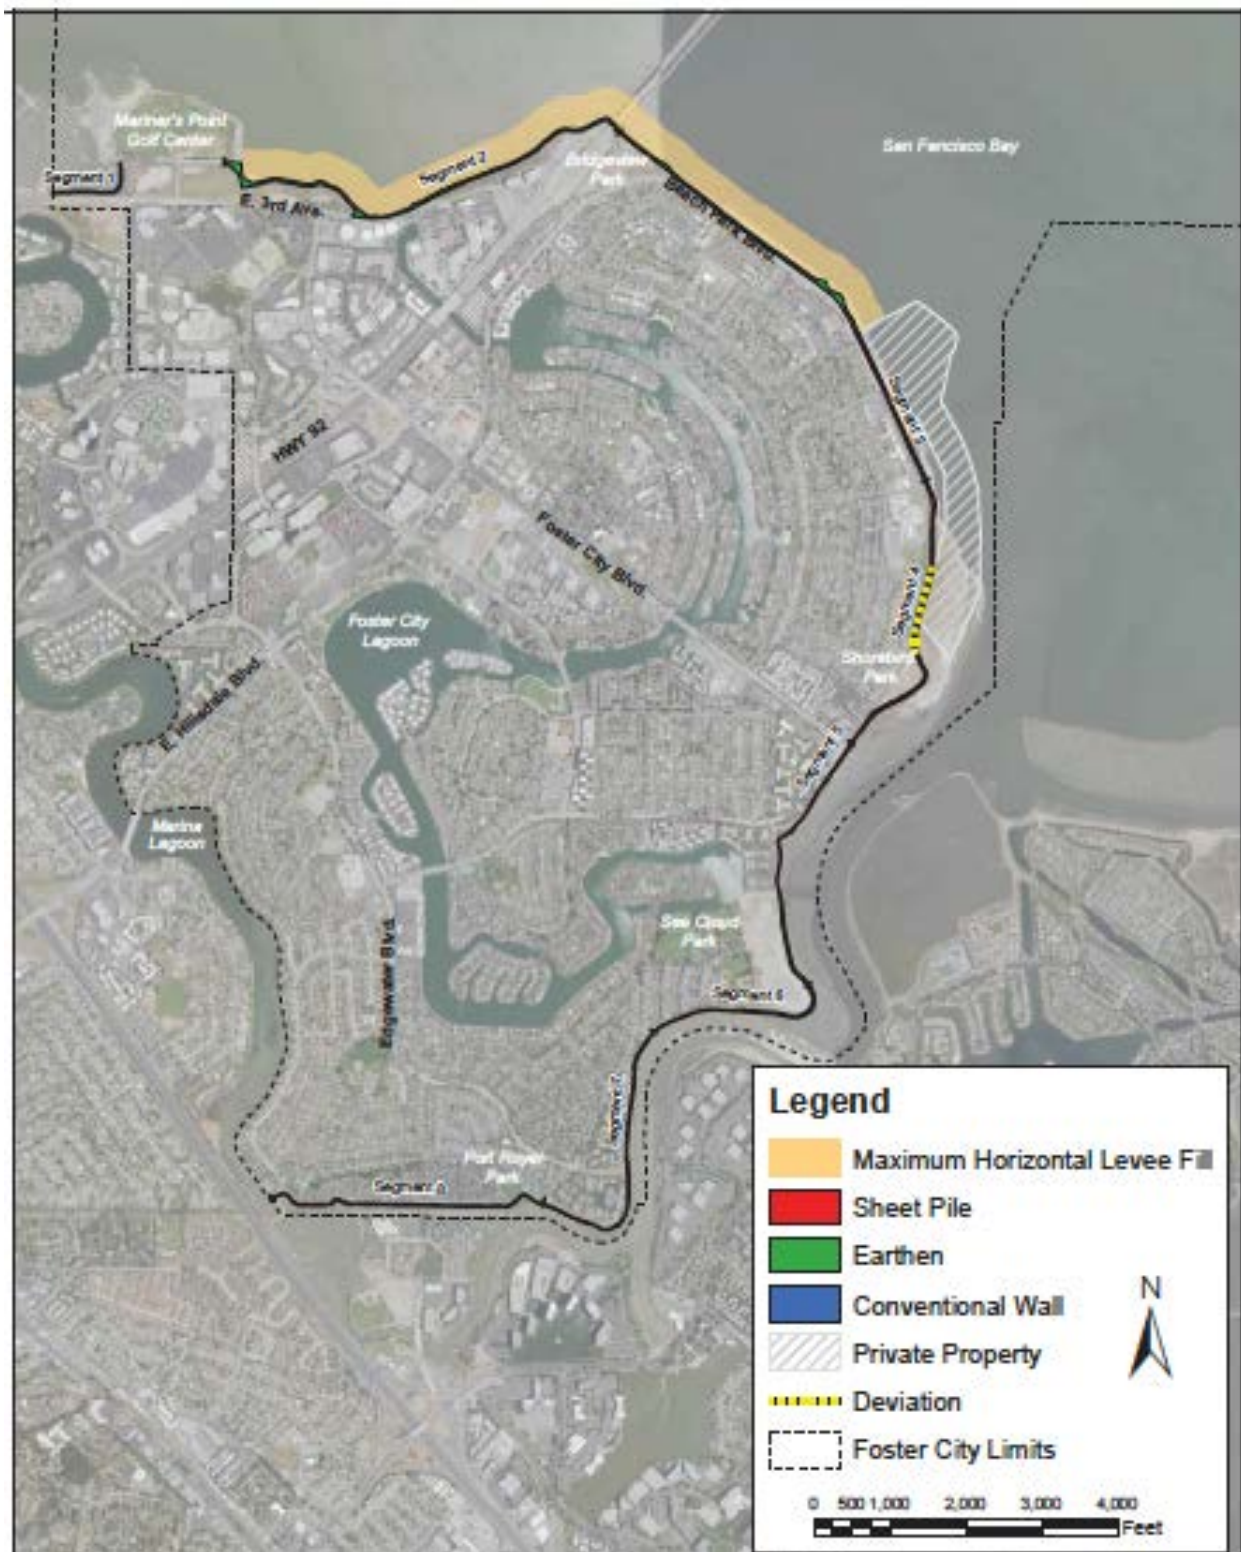 Mariner's Point
Golf Center
Segment 1
E. 3rd Ave.
Segment 2
Bridgeview
Park
San Fancisco Bay
Beach Park Blvd.
HWY 92
Foster City Blvd.
Foster City
Lagoon
Shorebird
Park
E. Hillsdale Blvd.
Marina
Lagoon
Sea Cloud
Park
Edgewater Blvd.
Segment 6
Port Royal
Park
Legend
Maximum Horizontal Levee Fill
Sheet Pile
Earthen
Conventional Wall
Private Property
Deviation
Foster City Limits
N
0 500 1,000 2,000 3,000 4,000
Feet